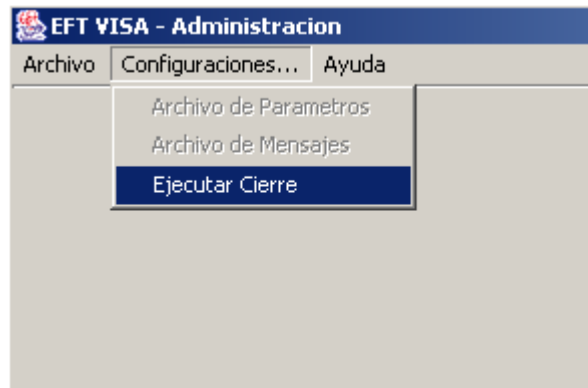 EFT VISA - Administracion
Archivo Configuraciones... Ayuda
Archivo de Parametros
Archivo de Mensajes
Ejecutar Cierre